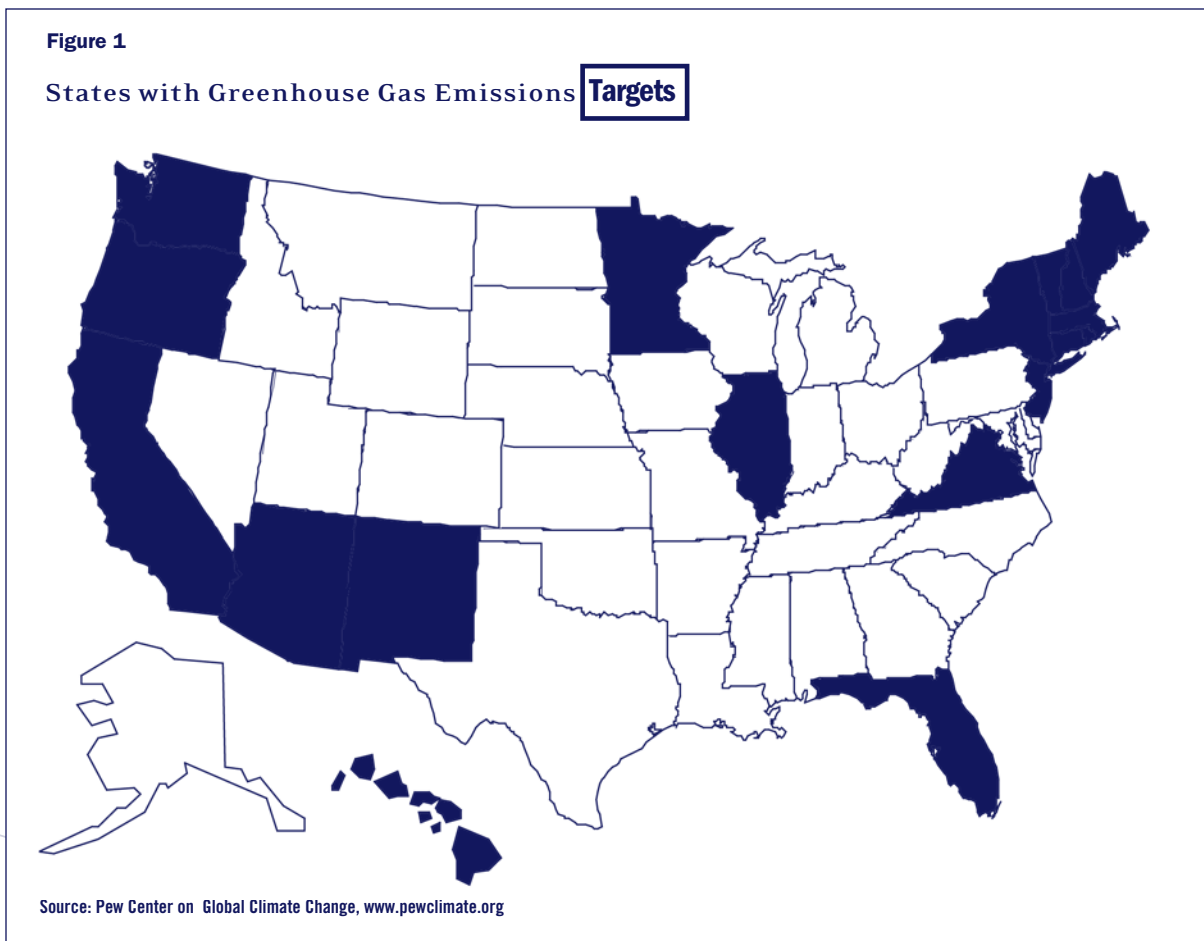 Figure 1
States with Greenhouse Gas Emissions Targets
Source: Pew Center on Global Climate Change, www.pewclimate.org